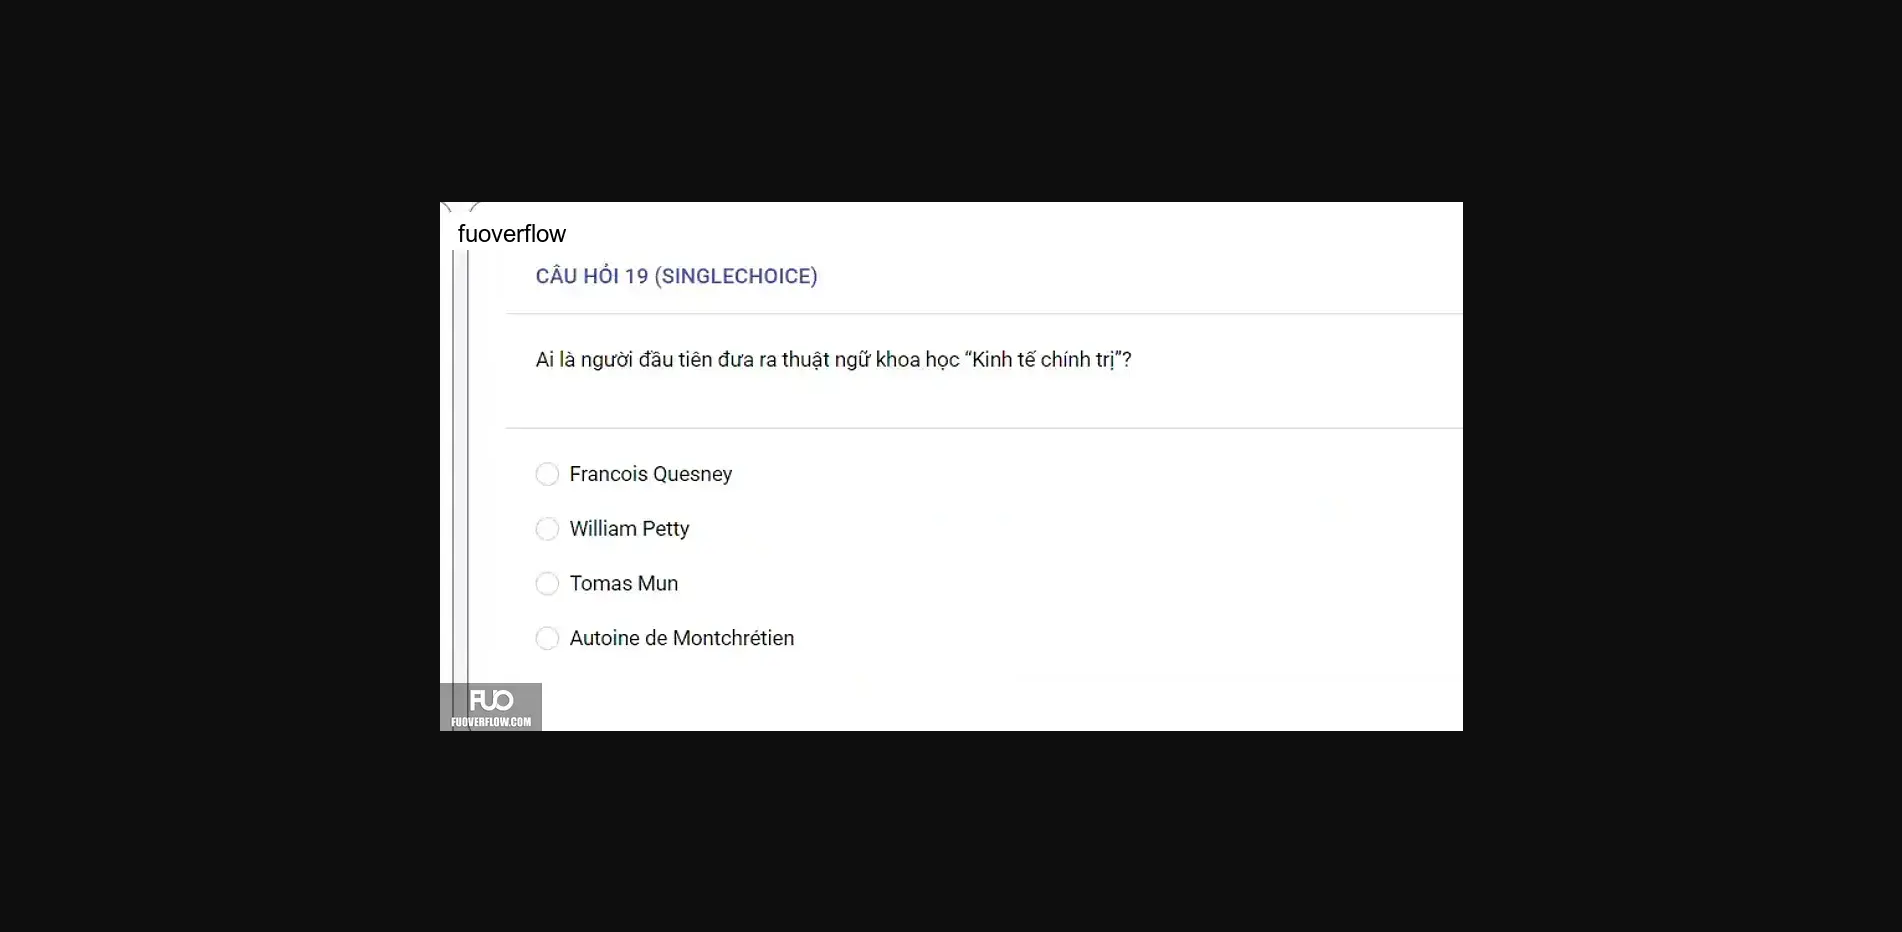 fuoverflow
CÂU HỎI 19 (SINGLECHOICE)
Ai là người đầu tiên đưa ra thuật ngữ khoa học “Kinh tế chính trị”?
Francois Quesney
William Petty
Tomas Mun
Autoine de Montchrétien
FUO
FUOVERFLOW.COM